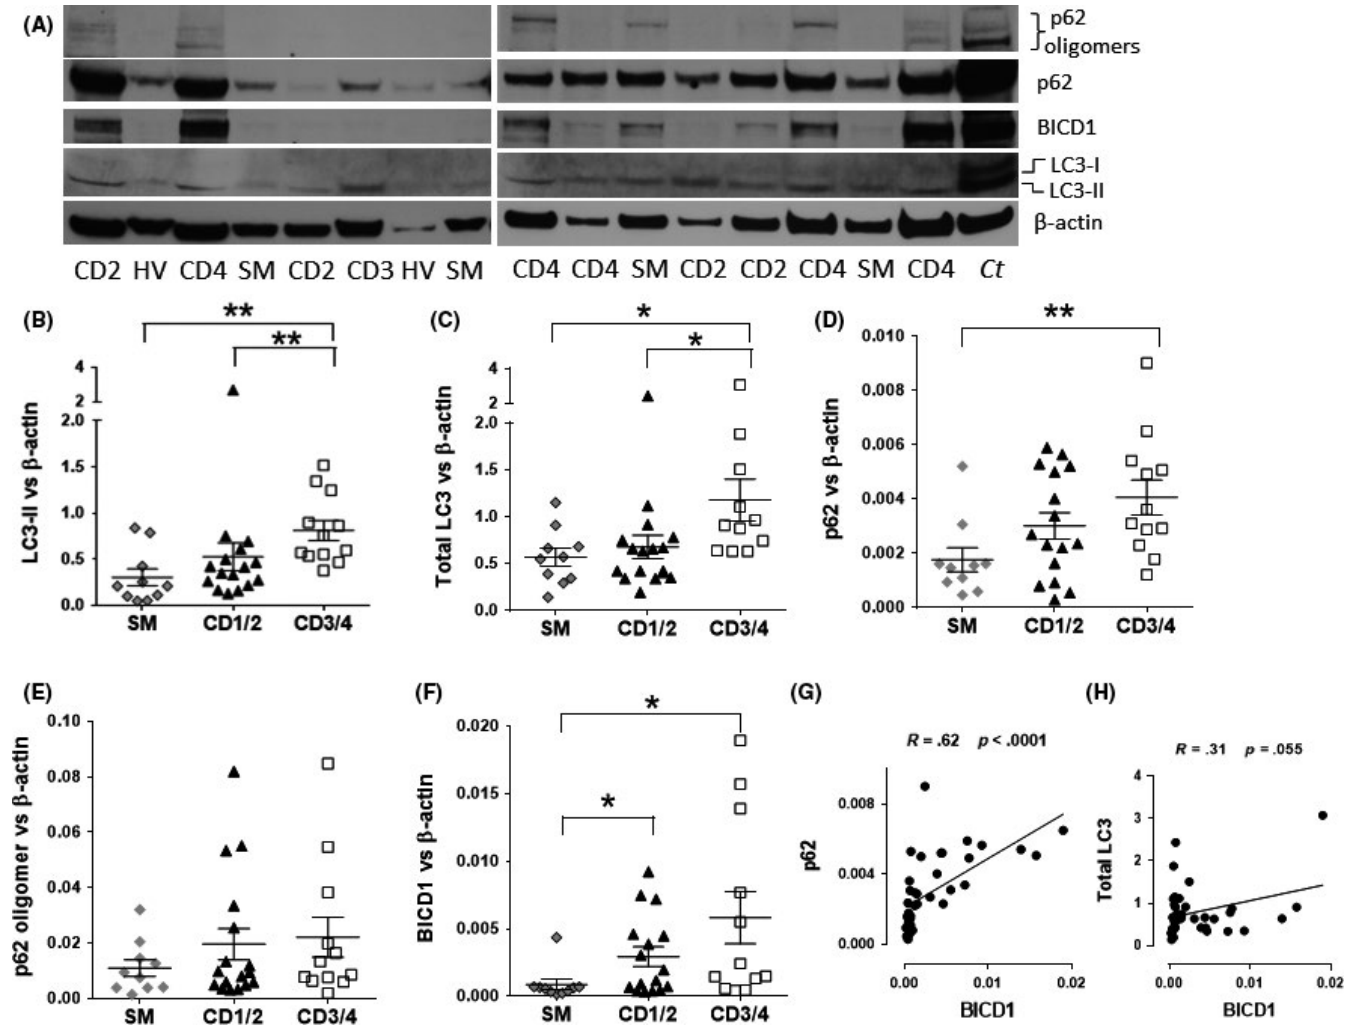 (A)
p62
oligomers
p62
BICD1
LC3-I
LC3-II
β-actin
CD2 HV CD4 SM CD2 CD3 HV SM
CD4 CD4 SM CD2 CD2 CD4 SM CD4 Ct
(B)
**
**
LC3-II vs β-actin
4
2
2.0
1.5
1.0
0.5
0.0
SM CD1/2 CD3/4
(C)
*
*
Total LC3 vs β-actin
4
2
2.0
1.5
1.0
0.5
0.0
SM CD1/2 CD3/4
(D)
**
p62 vs β-actin
0.010
0.008
0.006
0.004
0.002
0.000
SM CD1/2 CD3/4
(E)
p62 oligomer vs β-actin
0.10
0.08
0.06
0.04
0.02
0.00
SM CD1/2 CD3/4
(F)
*
*
BICD1 vs β-actin
0.020
0.015
0.010
0.005
0.000
SM CD1/2 CD3/4
(G)
R = .62 p < .0001
p62
0.008
0.004
0.000
0.00 0.01 0.02
BICD1
(H)
R = .31 p = .055
Total LC3
4
3
2
1
0
0.00 0.01 0.02
BICD1